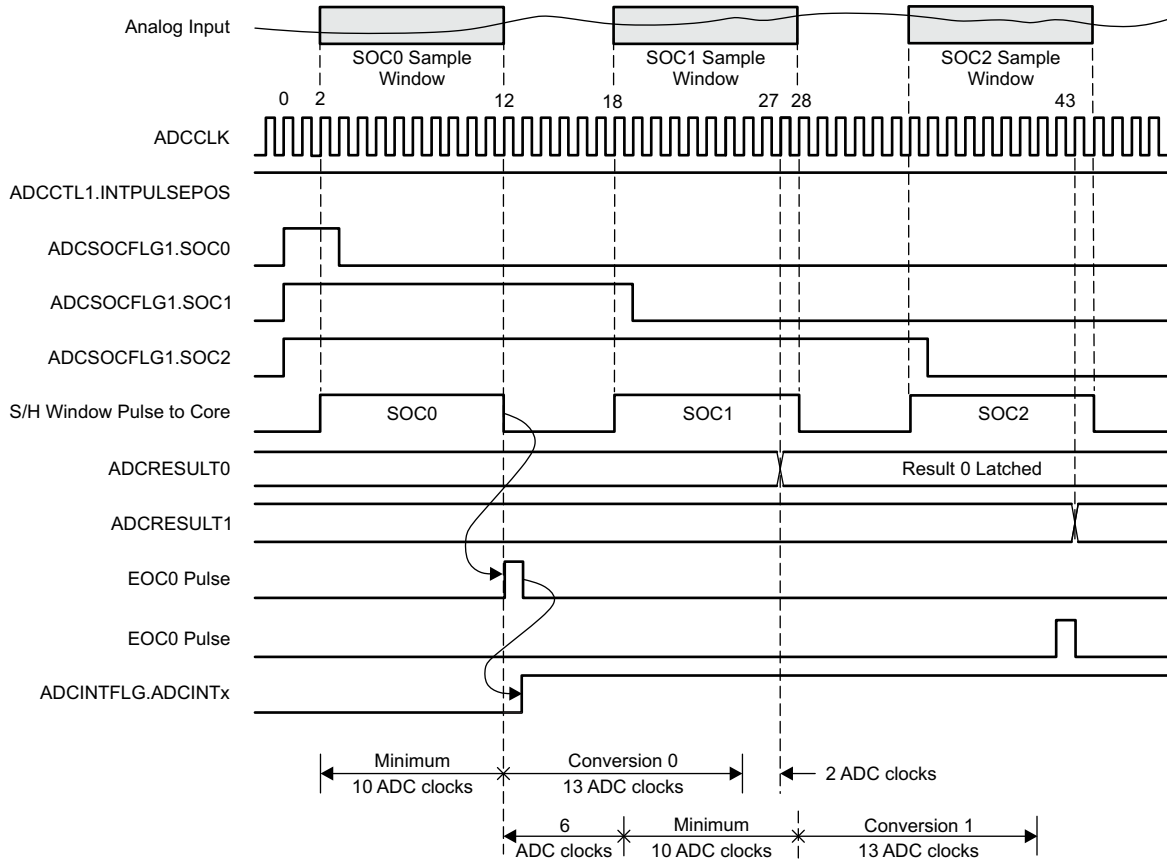 Analog Input
SOC0 Sample
Window
SOC1 Sample
Window
SOC2 Sample
Window
0 2 12 18 27 28 43
ADCCLK
ADCCTL1.INTPULSEPOS
ADCSOCFLG1.SOC0
ADCSOCFLG1.SOC1
ADCSOCFLG1.SOC2
S/H Window Pulse to Core
SOC0
SOC1
SOC2
ADCRESULT0
Result 0 Latched
ADCRESULT1
EOC0 Pulse
EOC0 Pulse
ADCINTFLG.ADCINTx
Minimum
10 ADC clocks
Conversion 0
13 ADC clocks
2 ADC clocks
6
ADC clocks
Minimum
10 ADC clocks
Conversion 1
13 ADC clocks